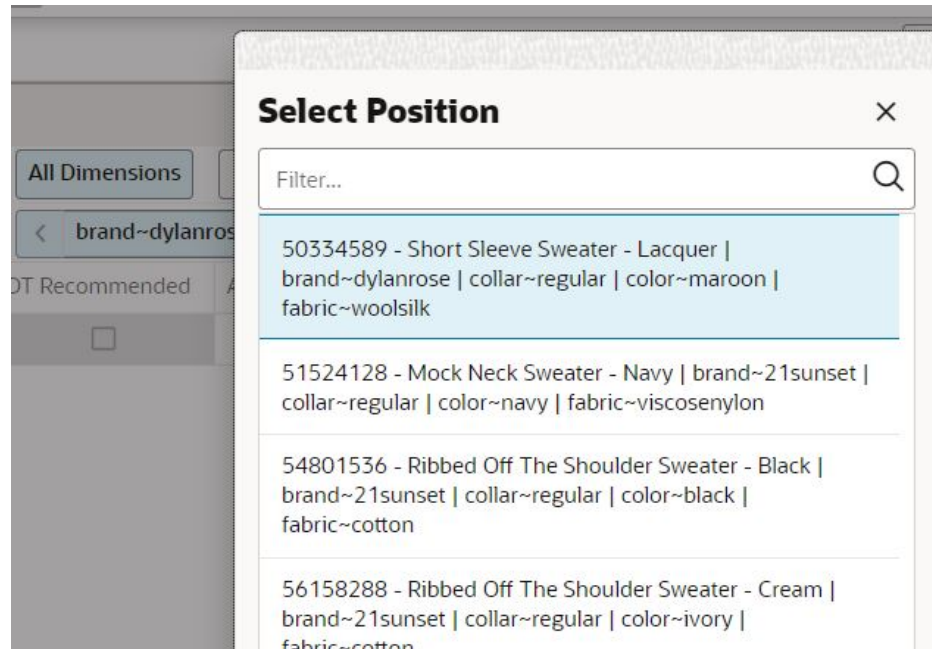 Select Position
All Dimensions
Filter...
brand~dylanros
50334589 - Short Sleeve Sweater - Lacquer |
brand~dylanrose | collar~regular | color~maroon |
fabric~woolsilk
DT Recommended
51524128 - Mock Neck Sweater - Navy | brand~21sunset |
collar~regular | color~navy | fabric~viscosenylon
54801536 - Ribbed Off The Shoulder Sweater - Black |
brand~21sunset | collar~regular | color~black |
fabric~cotton
56158288 - Ribbed Off The Shoulder Sweater - Cream |
brand~21sunset | collar~regular | color~ivory |
fabric~cotton